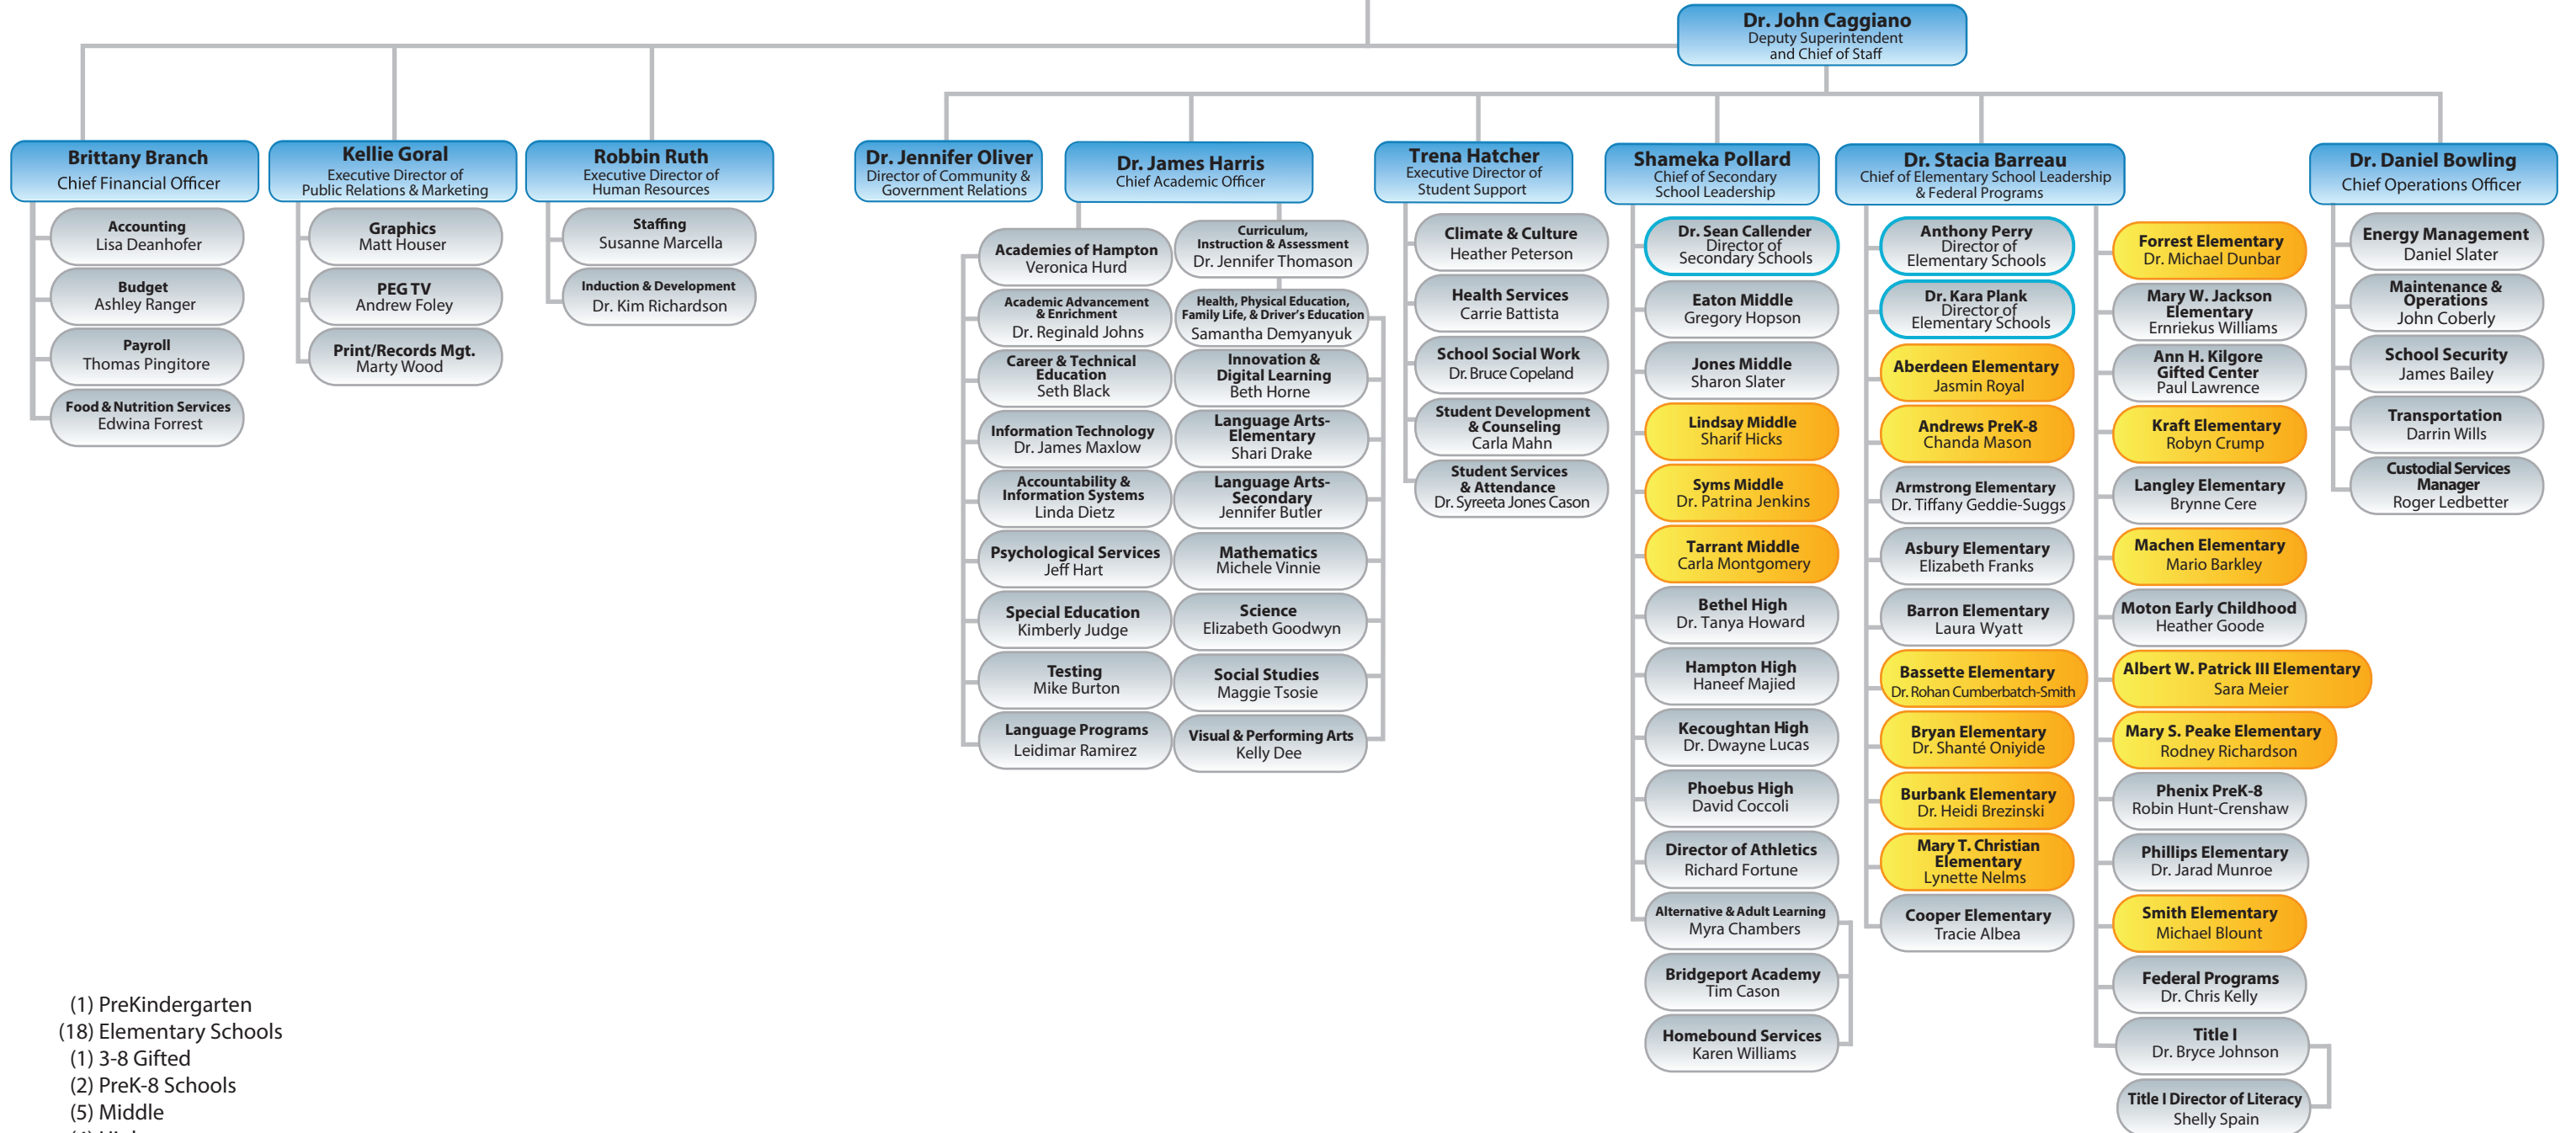 Dr. John Caggiano
Deputy Superintendent
and Chief of Staff
Brittany Branch
Chief Financial Officer
Accounting
Lisa Deanhofer
Budget
Ashley Ranger
Payroll
Thomas Pingitore
Food & Nutrition Services
Edwina Forrest
Kellie Goral
Executive Director of
Public Relations & Marketing
Graphics
Matt Houser
PEG TV
Andrew Foley
Print/Records Mgt.
Marty Wood
Robbin Ruth
Executive Director of
Human Resources
Staffing
Susanne Marcella
Induction & Development
Dr. Kim Richardson
Dr. Jennifer Oliver
Director of Community &
Government Relations
Dr. James Harris
Chief Academic Officer
Academies of Hampton
Veronica Hurd
Academic Advancement
& Enrichment
Dr. Reginald Johns
Career & Technical
Education
Seth Black
Information Technology
Dr. James Maxlow
Accountability &
Information Systems
Linda Dietz
Psychological Services
Jeff Hart
Special Education
Kimberly Judge
Testing
Mike Burton
Language Programs
Leidimar Ramirez
Curriculum,
Instruction & Assessment
Dr. Jennifer Thomason
Health, Physical Education,
Family Life, & Driver's Education
Samantha Demyanyuk
Innovation &
Digital Learning
Beth Horne
Language Arts-
Elementary
Shari Drake
Language Arts-
Secondary
Jennifer Butler
Mathematics
Michele Vinnie
Science
Elizabeth Goodwyn
Social Studies
Maggie Tsosie
Visual & Performing Arts
Kelly Dee
Trena Hatcher
Executive Director of
Student Support
Climate & Culture
Heather Peterson
Health Services
Carrie Battista
School Social Work
Dr. Bruce Copeland
Student Development
& Counseling
Carla Mahn
Student Services
& Attendance
Dr. Syreeta Jones Cason
Shameka Pollard
Chief of Secondary
School Leadership
Dr. Sean Callender
Director of
Secondary Schools
Eaton Middle
Gregory Hopson
Jones Middle
Sharon Slater
Lindsay Middle
Sharif Hicks
Syms Middle
Dr. Patrina Jenkins
Tarrant Middle
Carla Montgomery
Bethel High
Dr. Tanya Howard
Hampton High
Haneef Majied
Kecoughtan High
Dr. Dwayne Lucas
Phoebus High
David Coccoli
Director of Athletics
Richard Fortune
Alternative & Adult Learning
Myra Chambers
Bridgeport Academy
Tim Cason
Homebound Services
Karen Williams
Dr. Stacia Barreau
Chief of Elementary School Leadership
& Federal Programs
Anthony Perry
Director of
Elementary Schools
Dr. Kara Plank
Director of
Elementary Schools
Aberdeen Elementary
Jasmin Royal
Andrews PreK-8
Chanda Mason
Armstrong Elementary
Dr. Tiffany Geddie-Suggs
Asbury Elementary
Elizabeth Franks
Barron Elementary
Laura Wyatt
Bassette Elementary
Dr. Rohan Cumberbatch-Smith
Bryan Elementary
Dr. Shanté Oniyide
Burbank Elementary
Dr. Heidi Brezinski
Mary T. Christian
Elementary
Lynette Nelms
Cooper Elementary
Tracie Albea
Forrest Elementary
Dr. Michael Dunbar
Mary W. Jackson
Elementary
Ernriekus Williams
Ann H. Kilgore
Gifted Center
Paul Lawrence
Kraft Elementary
Robyn Crump
Langley Elementary
Brynne Cere
Machen Elementary
Mario Barkley
Moton Early Childhood
Heather Goode
Albert W. Patrick III Elementary
Sara Meier
Mary S. Peake Elementary
Rodney Richardson
Phenix PreK-8
Robin Hunt-Crenshaw
Phillips Elementary
Dr. Jarad Munroe
Smith Elementary
Michael Blount
Federal Programs
Dr. Chris Kelly
Title I
Dr. Bryce Johnson
Title I Director of Literacy
Shelly Spain
Dr. Daniel Bowling
Chief Operations Officer
Energy Management
Daniel Slater
Maintenance &
Operations
John Coberly
School Security
James Bailey
Transportation
Darrin Wills
Custodial Services
Manager
Roger Ledbetter
(1) PreKindergarten
(18) Elementary Schools
(1) 3-8 Gifted
(2) PreK-8 Schools
(5) Middle